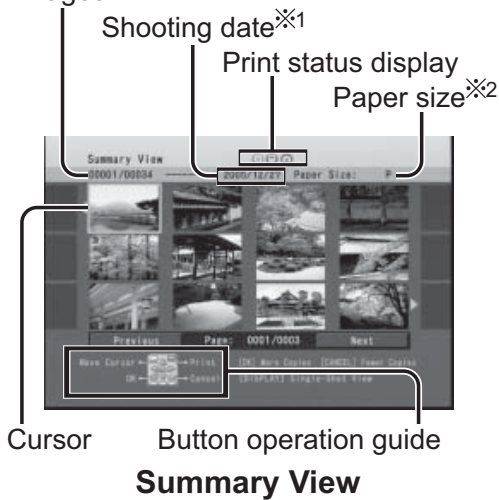 Shooting date※1
Print status display
Paper size※2
Summary View
00001/00034 2005/12/27 Paper Size: P
Previous Page: 0001/0003 Next
Move Cursor Print [OK] More Copies [CANCEL] Fewer Copies
OK Cancel [DISPLAY] Single-Shot View
Cursor Button operation guide
Summary View